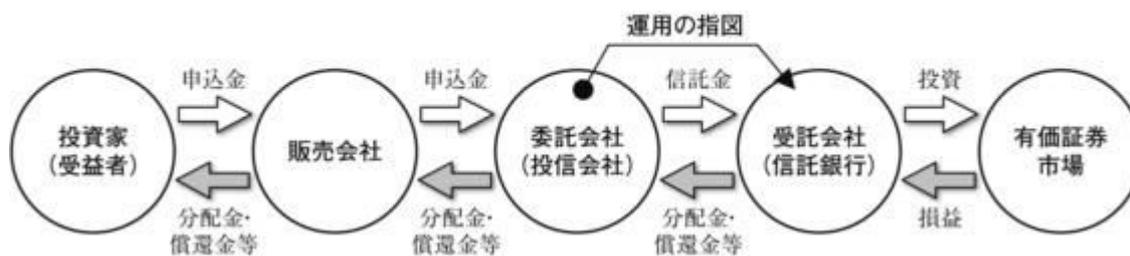 運用の指図
申込金
申込金
信託金
投資
投資家
(受益者)
販売会社
委託会社
(投信会社)
受託会社
(信託銀行)
有価証券
市場
分配金・
償還金等
分配金・
償還金等
分配金・
償還金等
損益